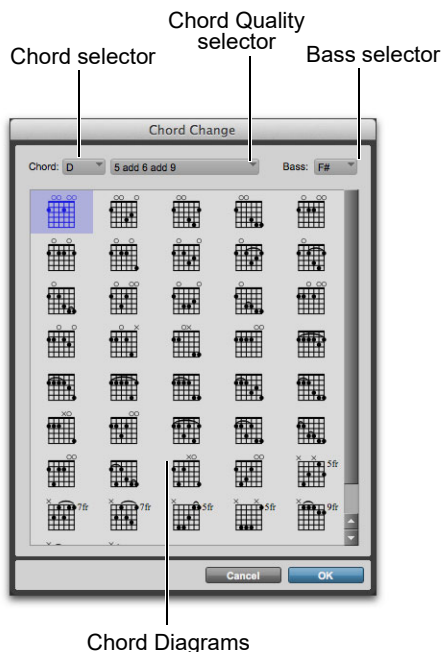 Chord Quality
selector
Chord selector
Bass selector
Chord Change
Chord: D 5 add 6 add 9 Bass: F#
5fr
7fr 7fr 5fr 5fr 9fr
Cancel OK
Chord Diagrams